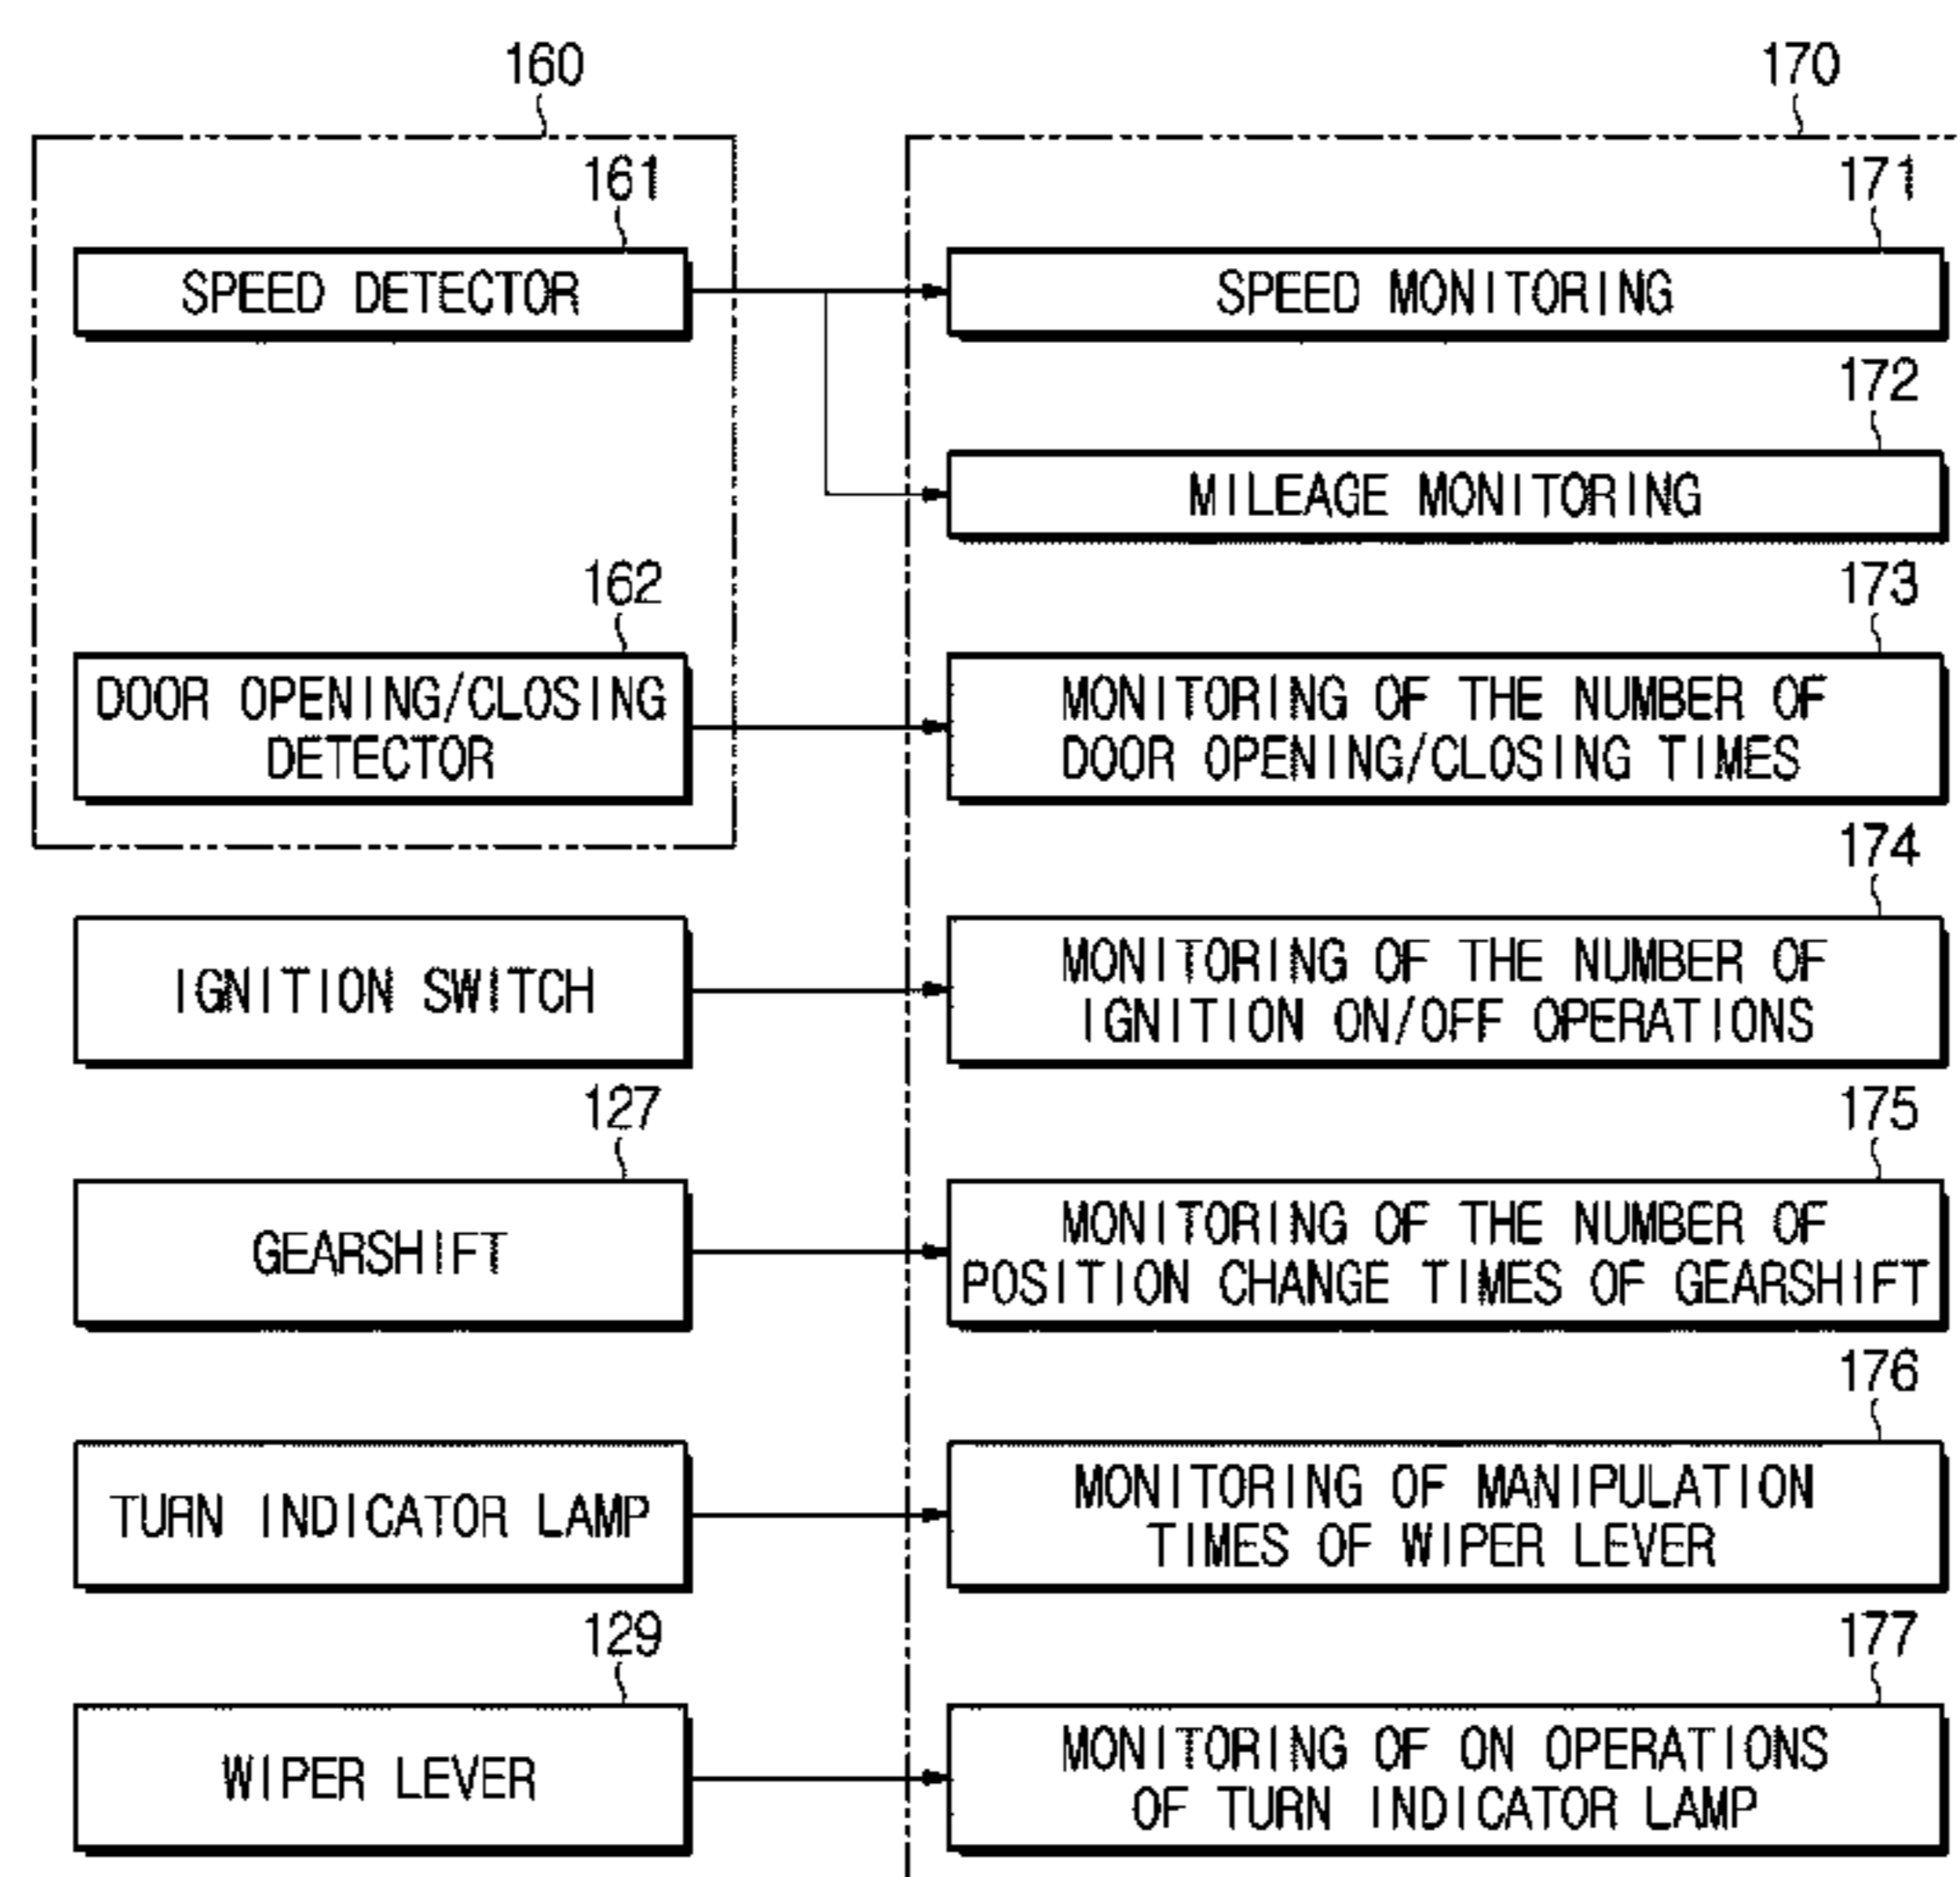 160
170
161
171
SPEED DETECTOR
SPEED MONITORING
172
MILEAGE MONITORING
162
173
DOOR OPENING/CLOSING
DETECTOR
MONITORING OF THE NUMBER OF
DOOR OPENING/CLOSING TIMES
174
IGNITION SWITCH
MONITORING OF THE NUMBER OF
IGNITION ON/OFF OPERATIONS
127
175
GEARSHIFT
MONITORING OF THE NUMBER OF
POSITION CHANGE TIMES OF GEARSHIFT
176
TURN INDICATOR LAMP
MONITORING OF MANIPULATION
TIMES OF WIPER LEVER
129
177
WIPER LEVER
MONITORING OF ON OPERATIONS
OF TURN INDICATOR LAMP